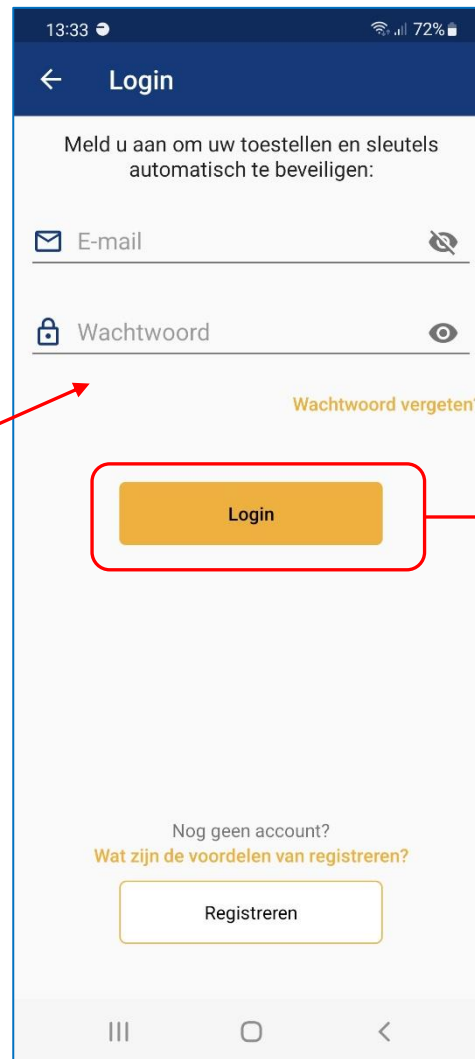 13:33 72%
Login
Meld u aan om uw toestellen en sleutels
automatisch te beveiligen:
E-mail
Wachtwoord
Wachtwoord vergeten?
Login
Nog geen account?
Wat zijn de voordelen van registreren?
Registreren